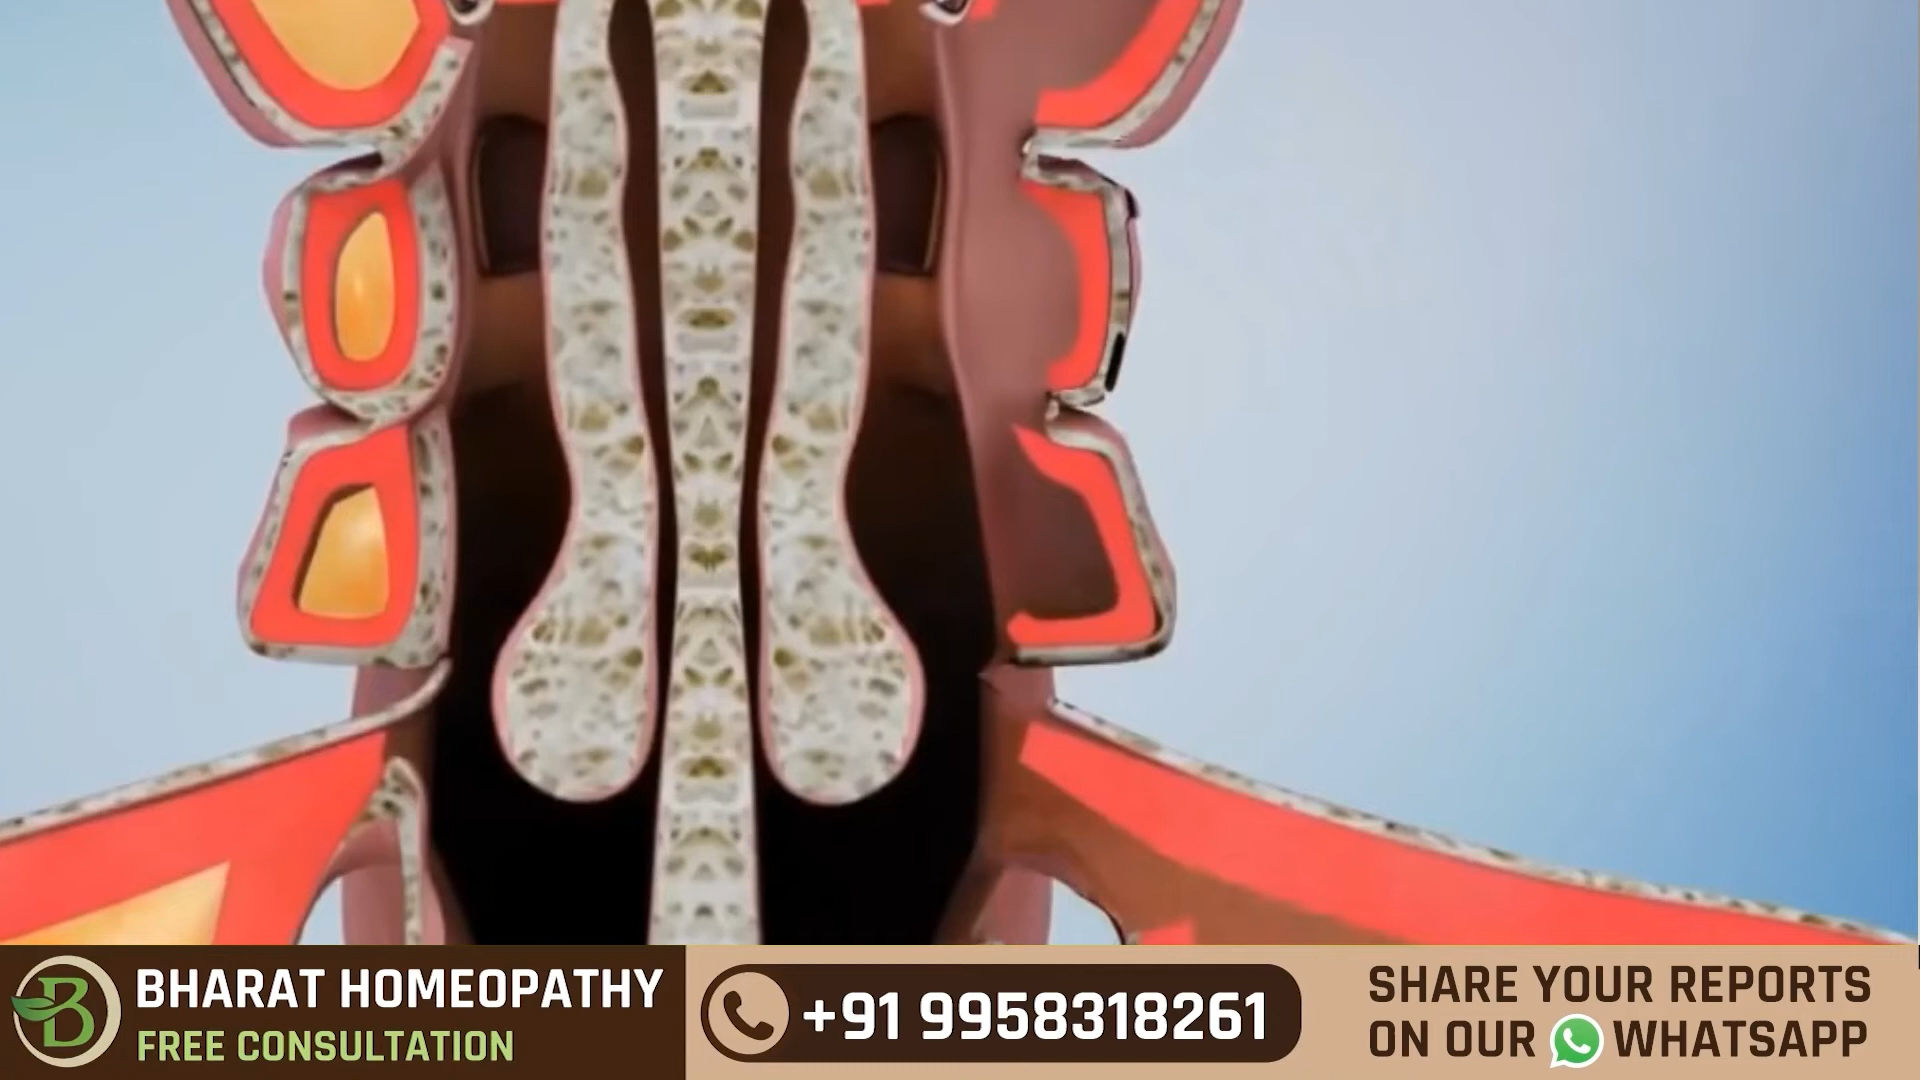 BHARAT HOMEOPATHY
FREE CONSULTATION
+91 9958318261
SHARE YOUR REPORTS
ON OUR WHATSAPP